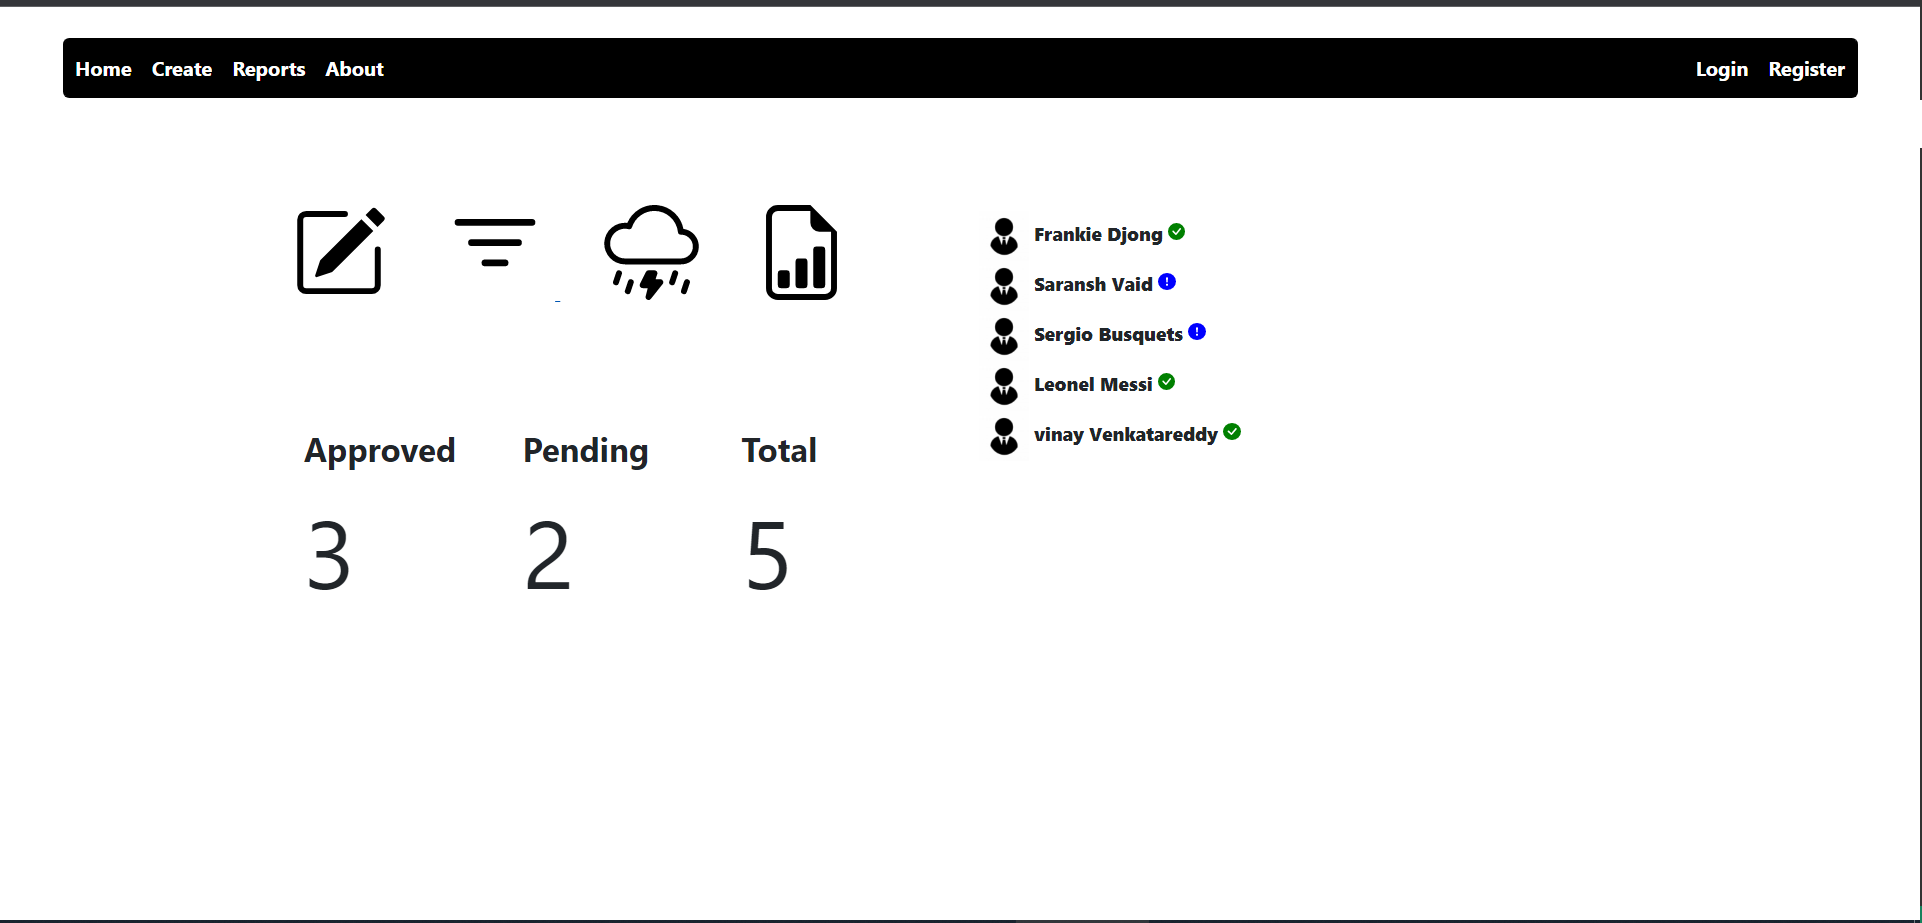 Home Create Reports About Login Register
Frankie Djong
Saransh Vaid
Sergio Busquets
Leonel Messi
vinay Venkatareddy
Approved Pending Total
3 2 5